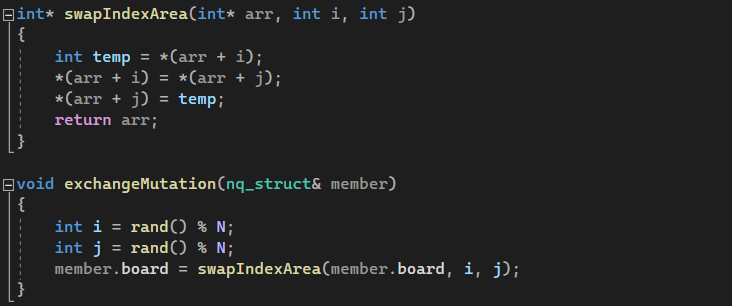 int* swapIndexArea(int* arr, int i, int j)
{
    int temp = *(arr + i);
    *(arr + i) = *(arr + j);
    *(arr + j) = temp;
    return arr;
}

void exchangeMutation(nq_struct& member)
{
    int i = rand() % N;
    int j = rand() % N;
    member.board = swapIndexArea(member.board, i, j);
}